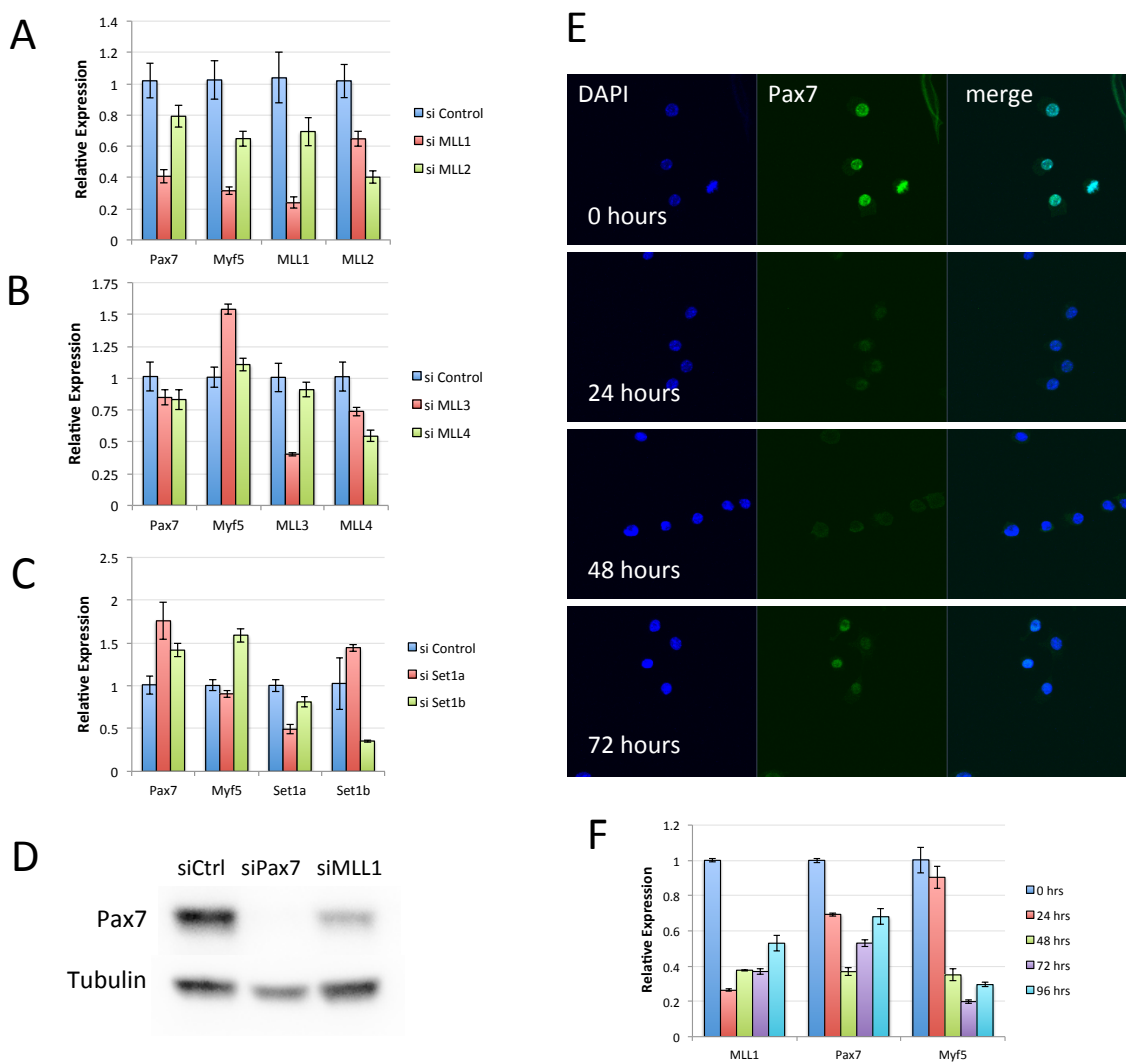 A
1.4
1.2
1
0.8
0.6
0.4
0.2
0
Relative Expression
Pax7 Myf5 MLL1 MLL2
si Control
si MLL1
si MLL2
B
1.75
1.5
1.25
1
0.75
0.5
0.25
0
Relative Expression
Pax7 Myf5 MLL3 MLL4
si Control
si MLL3
si MLL4
C
2.5
2
1.5
1
0.5
0
Relative Expression
Pax7 Myf5 Set1a Set1b
si Control
si Set1a
si Set1b
D
siCtrl siPax7 siMLL1
Pax7
Tubulin
E
DAPI Pax7 merge
0 hours
24 hours
48 hours
72 hours
F
1.2
1
0.8
0.6
0.4
0.2
0
Relative Expression
MLL1 Pax7 Myf5
0 hrs
24 hrs
48 hrs
72 hrs
96 hrs